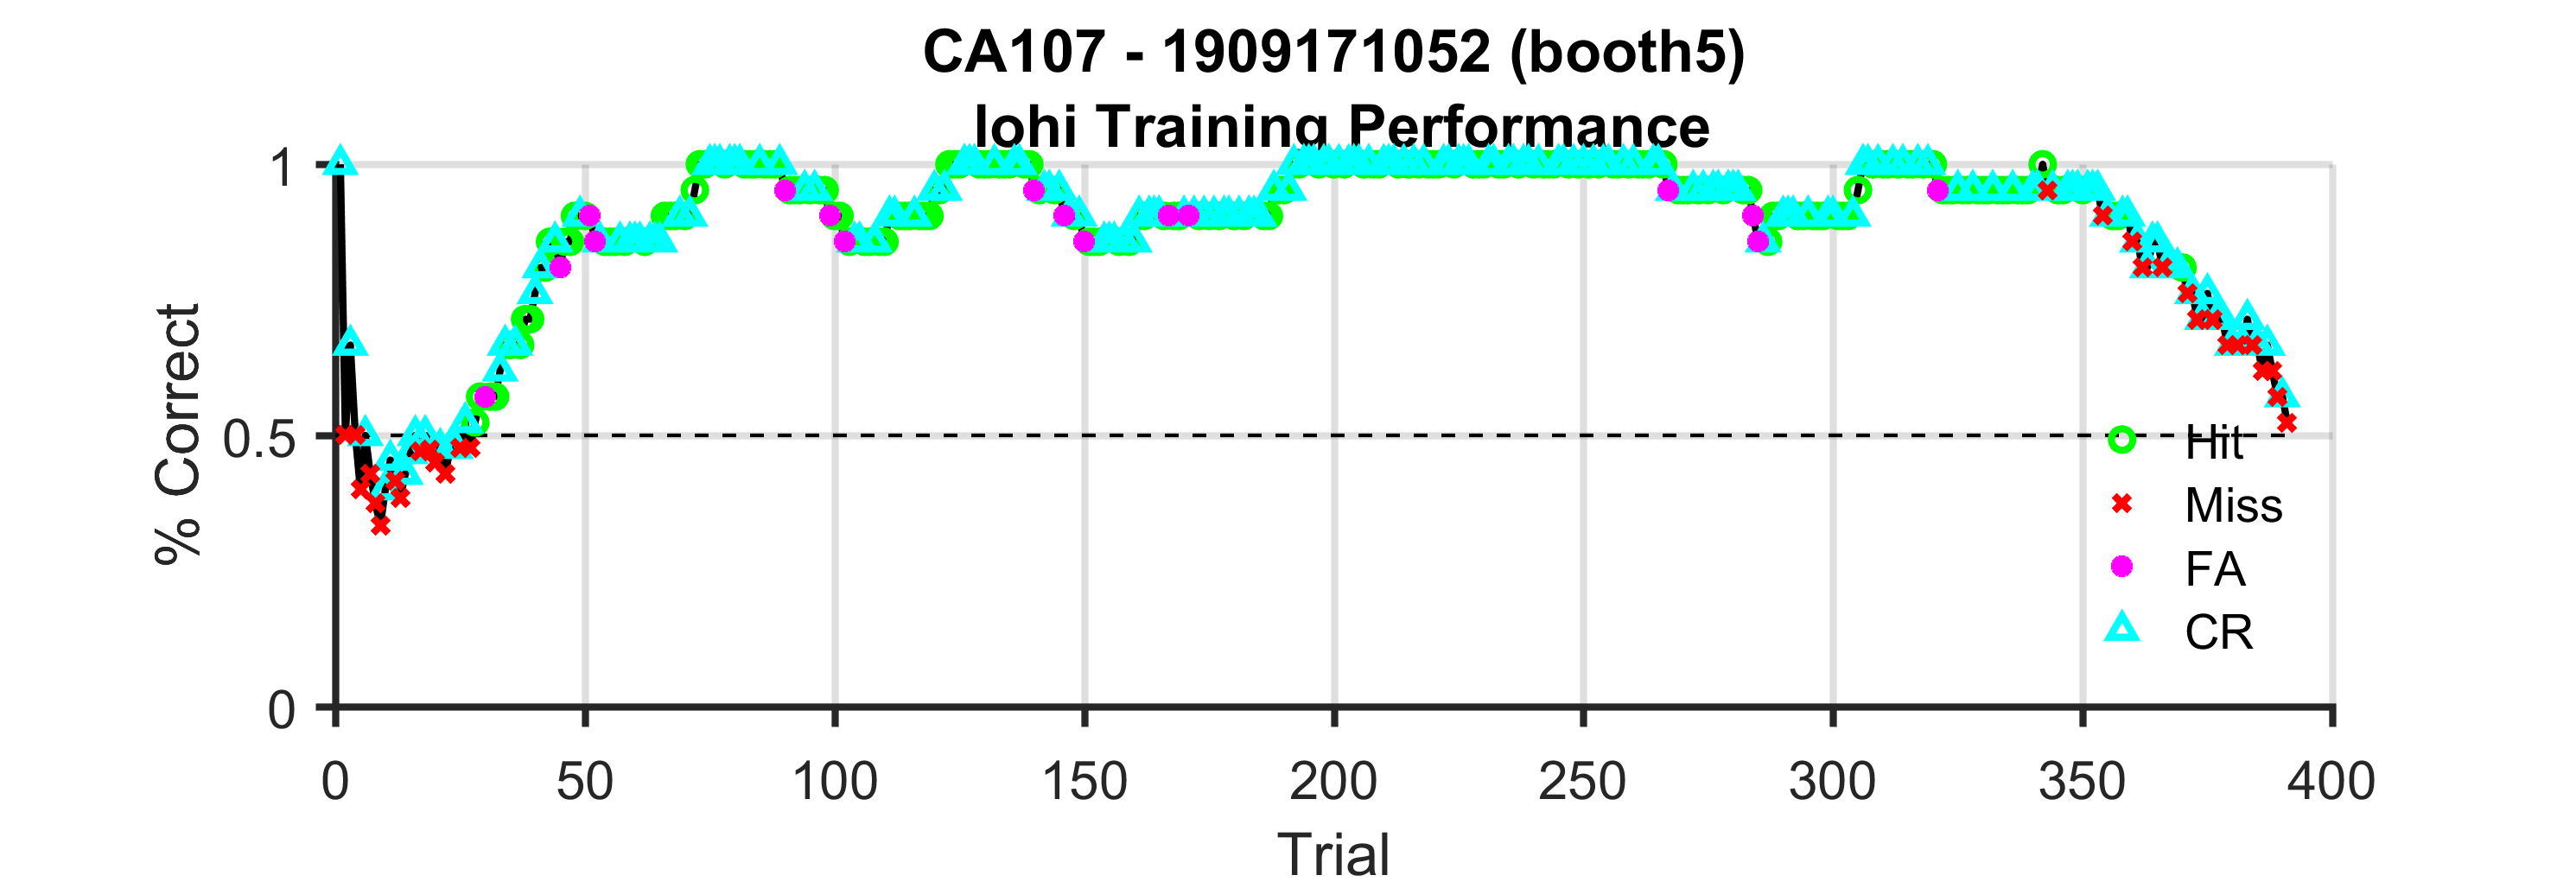 CA107 - 1909171052 (booth5)
lohi Training Performance
1
0.5
0
% Correct
0 50 100 150 200 250 300 350 400
Trial
Hit
Miss
FA
CR